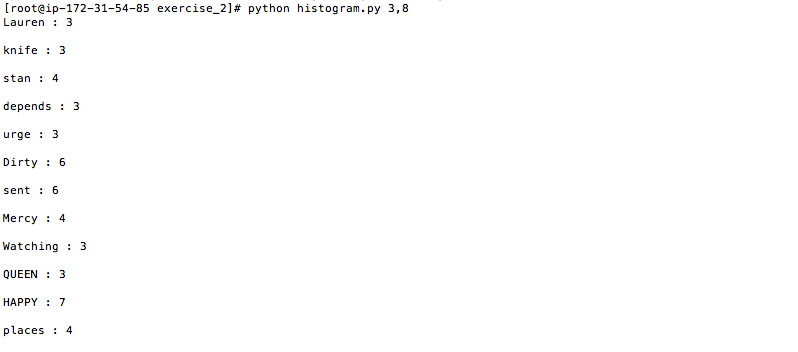 [root@ip-172-31-54-85 exercise_2]# python histogram.py 3,8
Lauren : 3
knife : 3
stan : 4
depends : 3
urge : 3
Dirty : 6
sent : 6
Mercy : 4
Watching : 3
QUEEN : 3
HAPPY : 7
places : 4